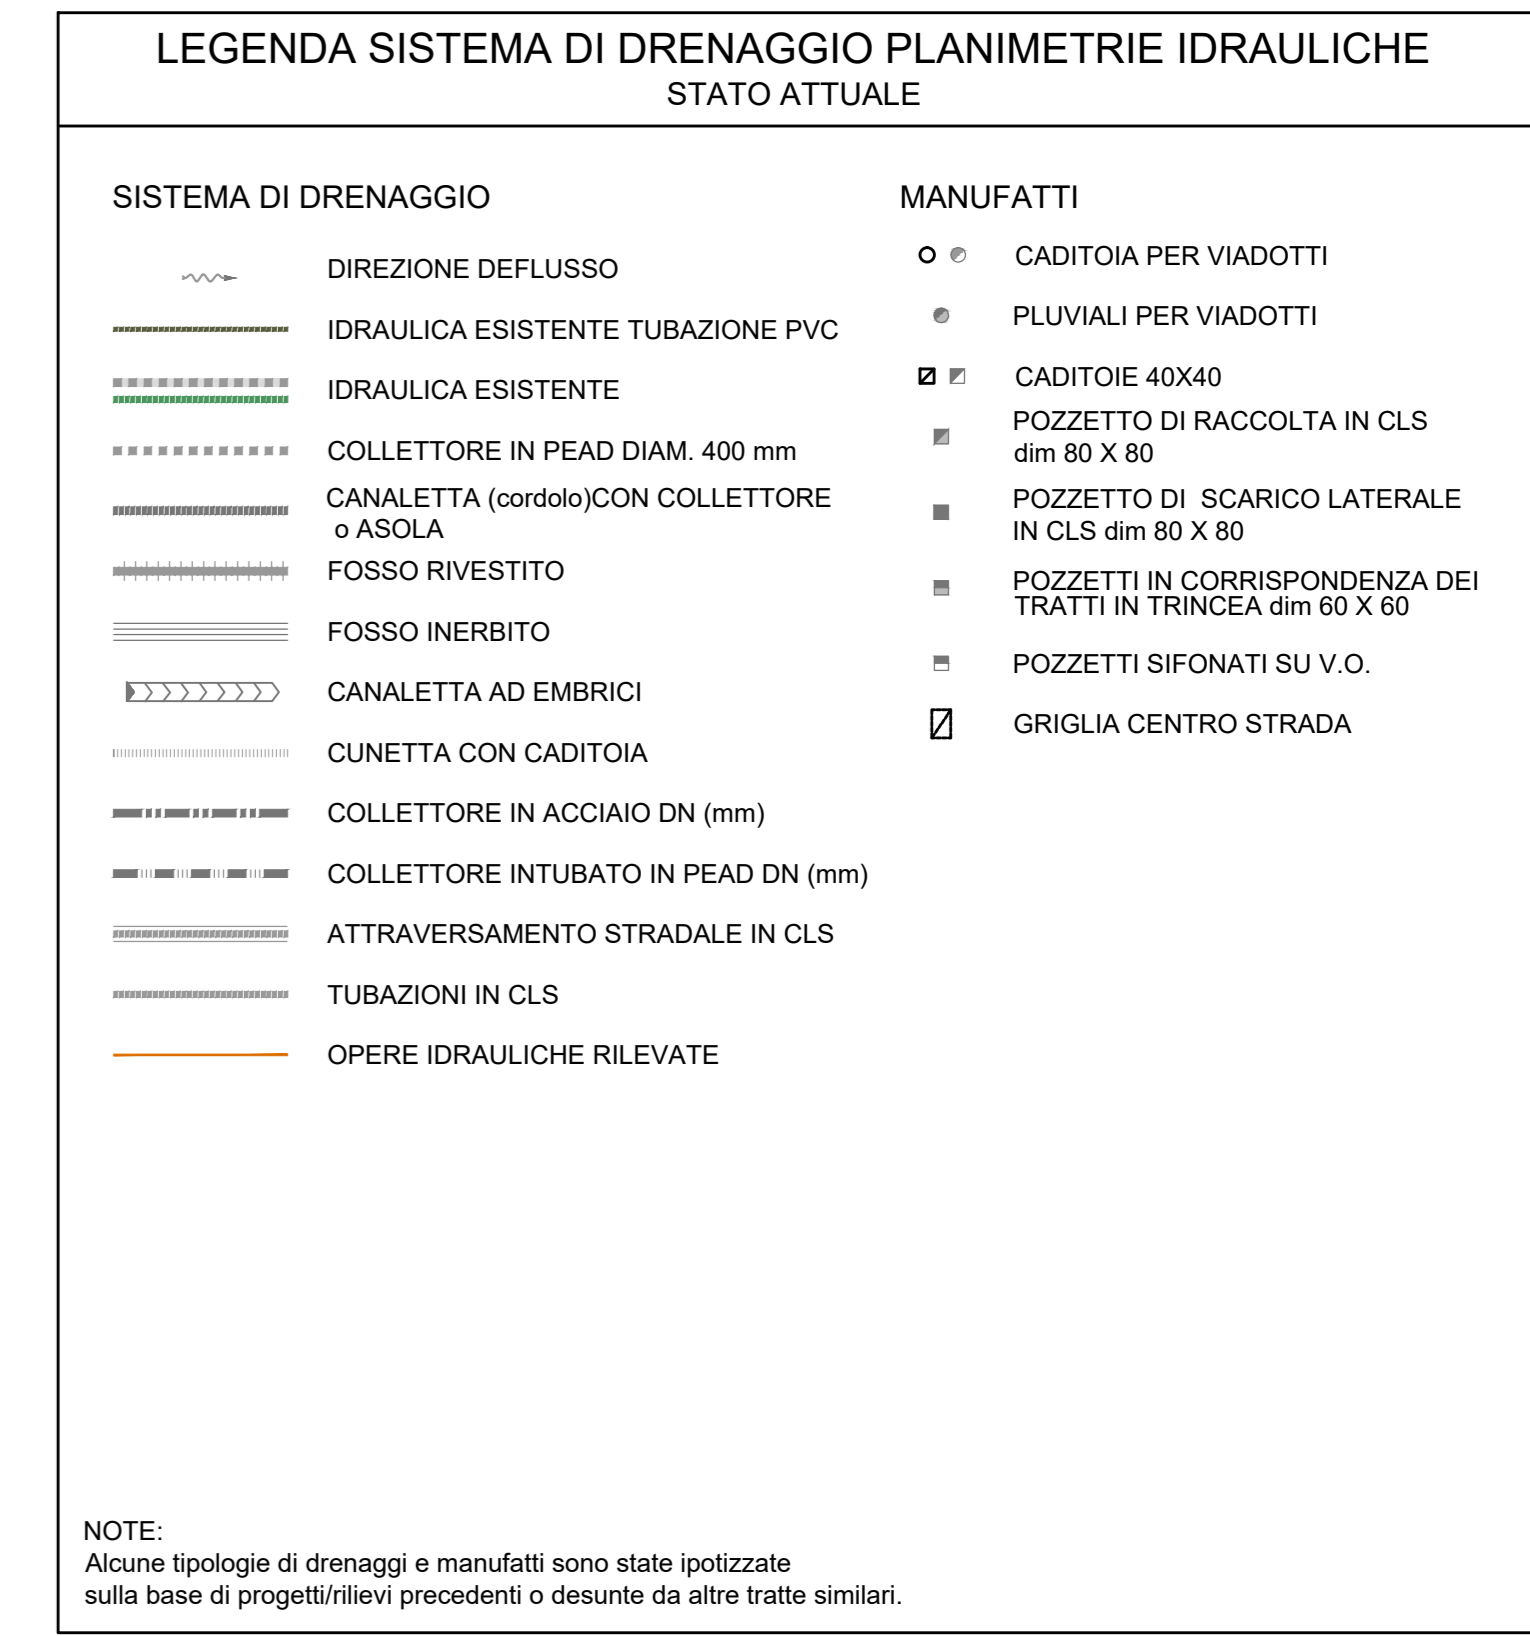 LEGENDA SISTEMA DI DRENAGGIO PLANIMETRIE IDRAULICHE
STATO ATTUALE
SISTEMA DI DRENAGGIO
DIREZIONE DEFLUSSO
IDRAULICA ESISTENTE TUBAZIONE PVC
IDRAULICA ESISTENTE
COLLETTORE IN PEAD DIAM. 400 mm
CANALETTA (cordolo)CON COLLETTORE
o ASOLA
FOSSO RIVESTITO
FOSSO INERBITO
CANALETTA AD EMBRICI
CUNETTA CON CADITOIA
COLLETTORE IN ACCIAIO DN (mm)
COLLETTORE INTUBATO IN PEAD DN (mm)
ATTRAVERSAMENTO STRADALE IN CLS
TUBAZIONI IN CLS
OPERE IDRAULICHE RILEVATE
MANUFATTI
CADITOIA PER VIADOTTI
PLUVIALI PER VIADOTTI
CADITOIE 40X40
POZZETTO DI RACCOLTA IN CLS
dim 80 X 80
POZZETTO DI  SCARICO LATERALE
IN CLS dim 80 X 80
POZZETTI IN CORRISPONDENZA DEI
TRATTI IN TRINCEA dim 60 X 60
POZZETTI SIFONATI SU V.O.
GRIGLIA CENTRO STRADA
NOTE:
Alcune tipologie di drenaggi e manufatti sono state ipotizzate
sulla base di progetti/rilievi precedenti o desunte da altre tratte similari.